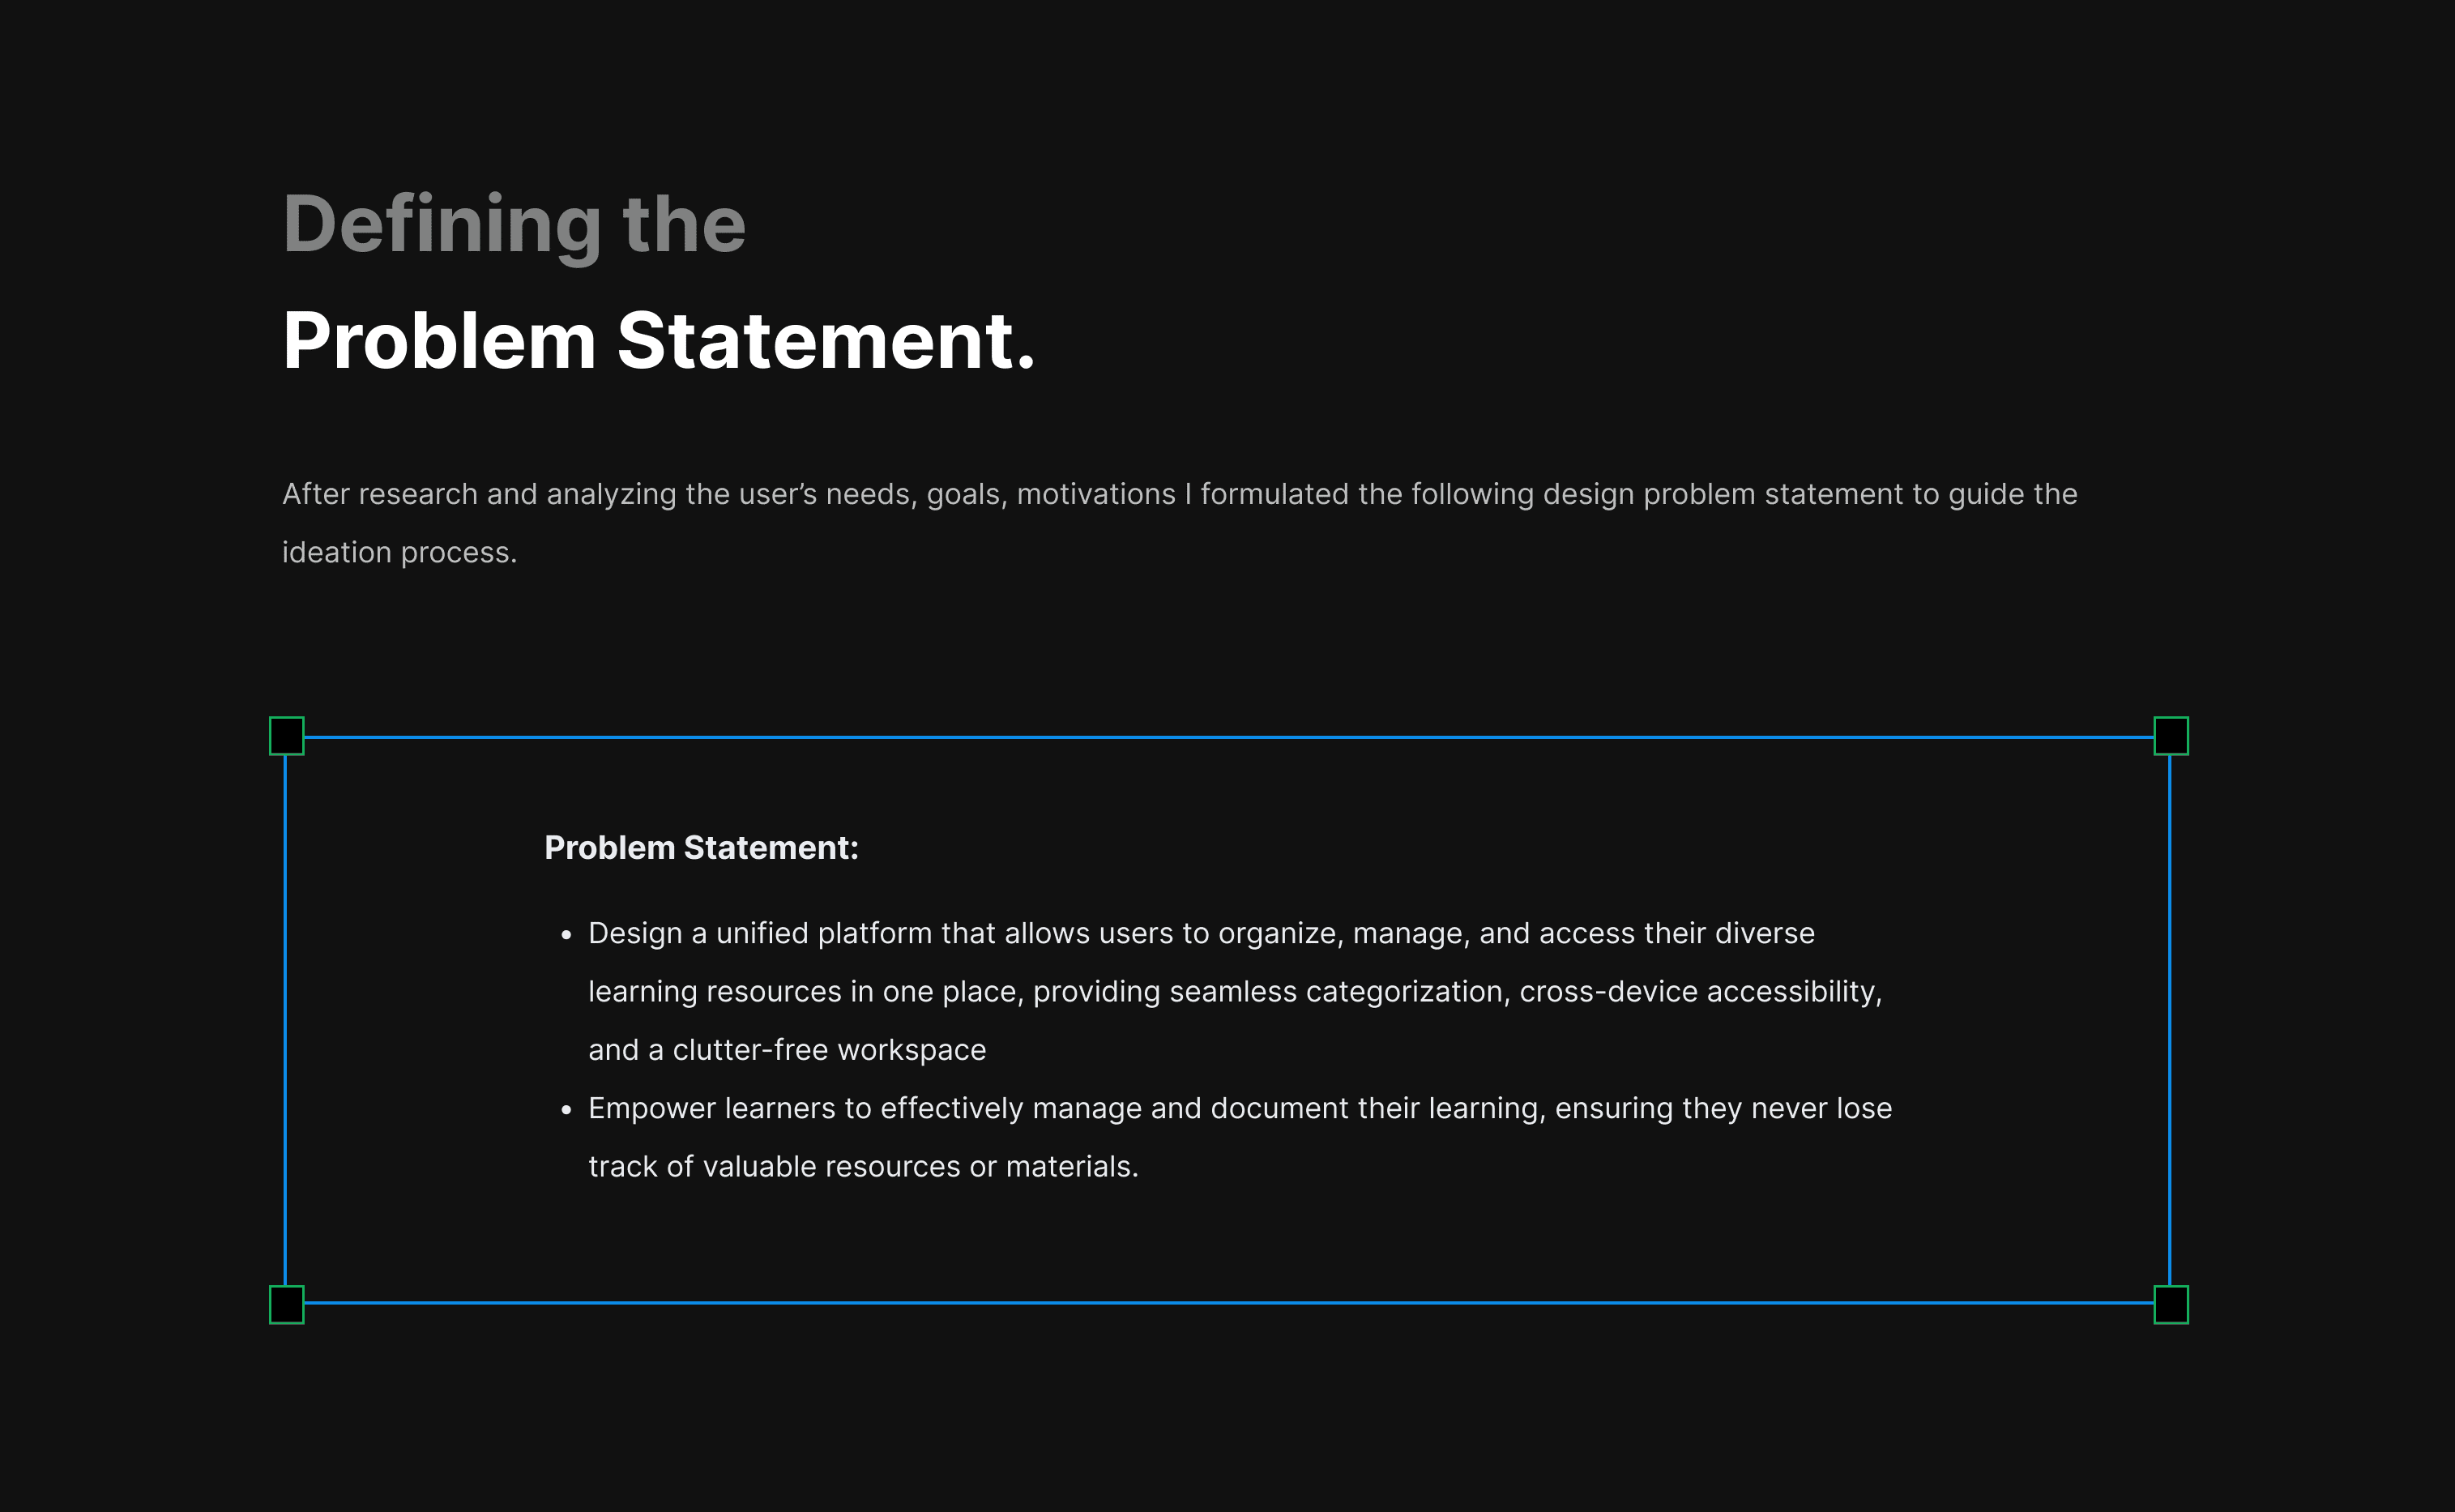 Defining the
Problem Statement.
After research and analyzing the user’s needs, goals, motivations I formulated the following design problem statement to guide the
ideation process.
Problem Statement:
• Design a unified platform that allows users to organize, manage, and access their diverse
learning resources in one place, providing seamless categorization, cross-device accessibility,
and a clutter-free workspace
• Empower learners to effectively manage and document their learning, ensuring they never lose
track of valuable resources or materials.